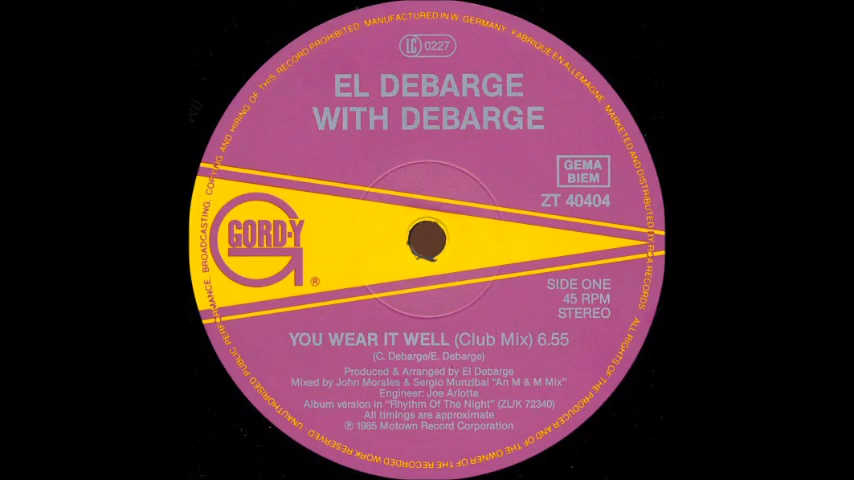 LC 0227
EL DEBARGE
WITH DEBARGE
GEMA
BIEM
ZT 40404
GORD-Y
®
SIDE ONE
45 RPM
STEREO
YOU WEAR IT WELL (Club Mix) 6.55
(C. Debarge/E. Debarge)
Produced & Arranged by El Debarge
Mixed by John Morales & Sergio Munzibai "An M & M Mix"
Engineer: Joe Arlotta
Album version in "Rhythm Of The Night" (ZL/K 72340)
All timings are approximate
℗ 1985 Motown Record Corporation
MANUFACTURED IN W. GERMANY. FABRIQUE EN ALLEMAGNE. MARKETED AND DISTRIBUTED BY RCA RECORDS. ALL RIGHTS OF THE PRODUCER AND OF THE OWNER OF THE RECORDED WORK RESERVED. UNAUTHORISED PUBLIC PERFORMANCE, BROADCASTING, COPYING AND HIRING OF THIS RECORD PROHIBITED.